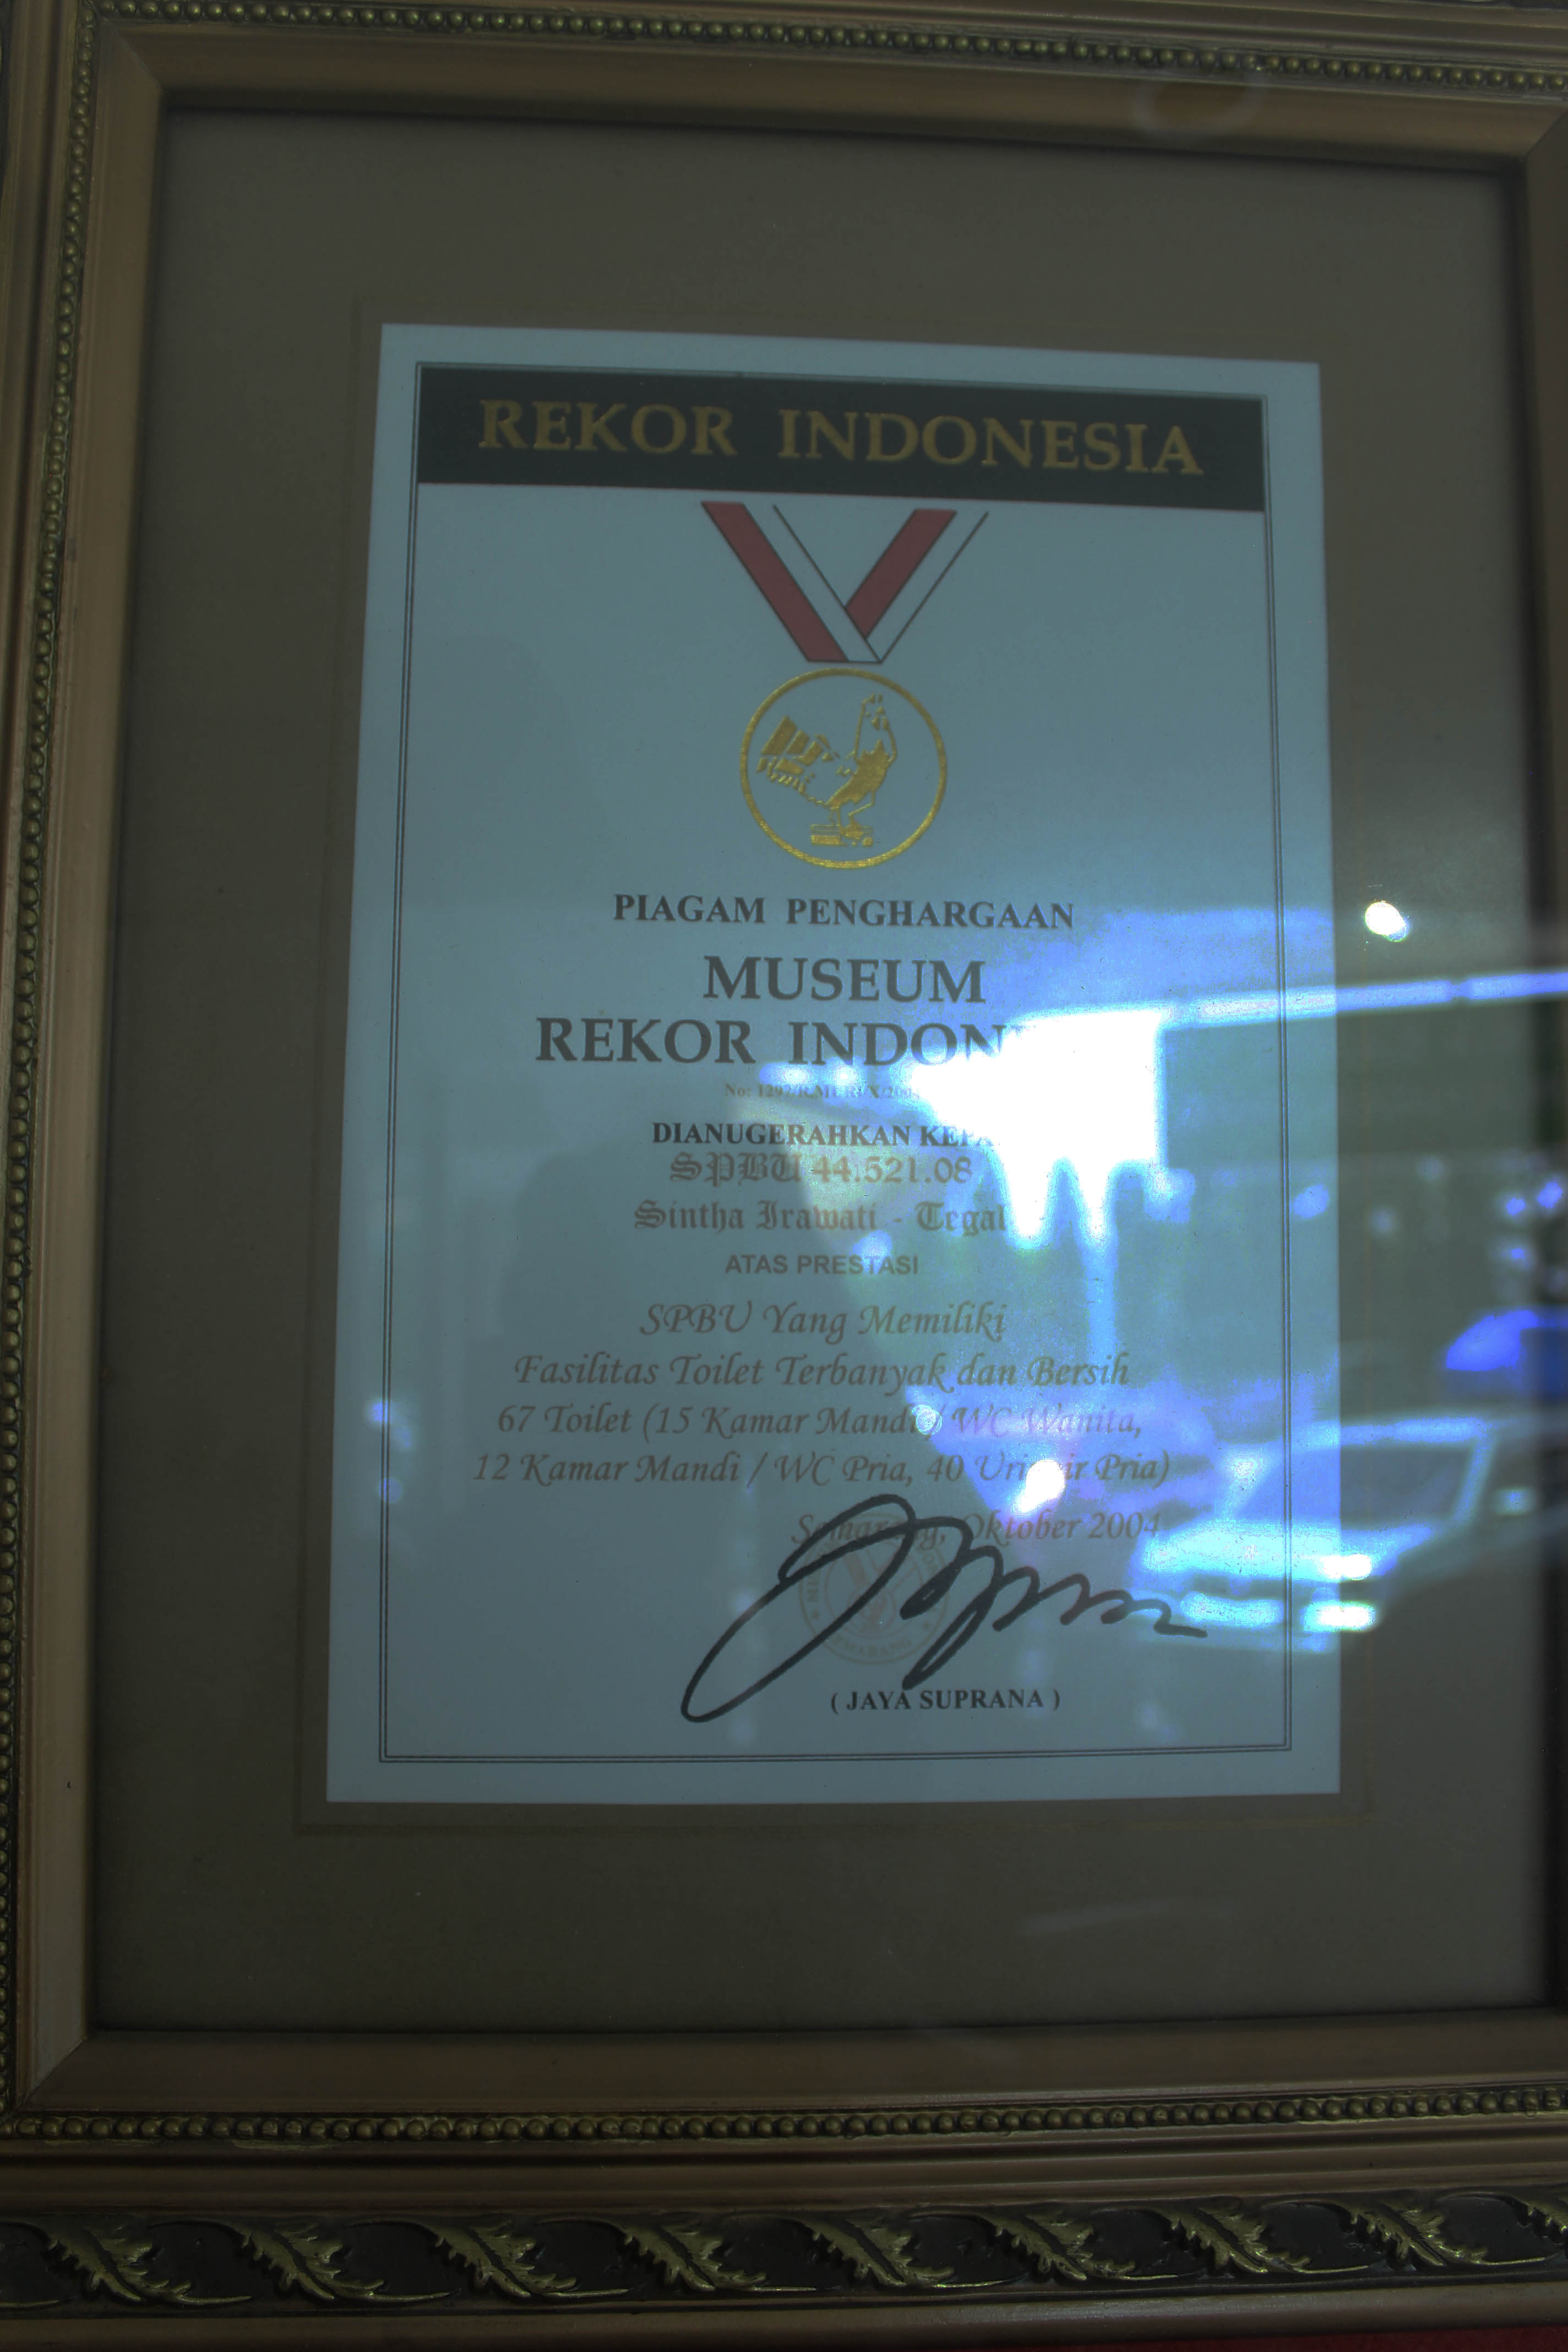 REKOR INDONESIA
PIAGAM PENGHARGAAN
MUSEUM
REKOR
DIANUGERAHKAN
SPBU 44.521.08
Sintha Irawati - Tegal
ATAS PRESTASI
SPBU Yang Memiliki
Fasilitas Toilet Terbanyak dan Bersih
67 Toilet (15 Kamar Mandi / WC Wanita,
12 Kamar Mandi / WC Pria, 40 Pria)
Semarang, Oktober 2004
( JAYA SUPRANA )